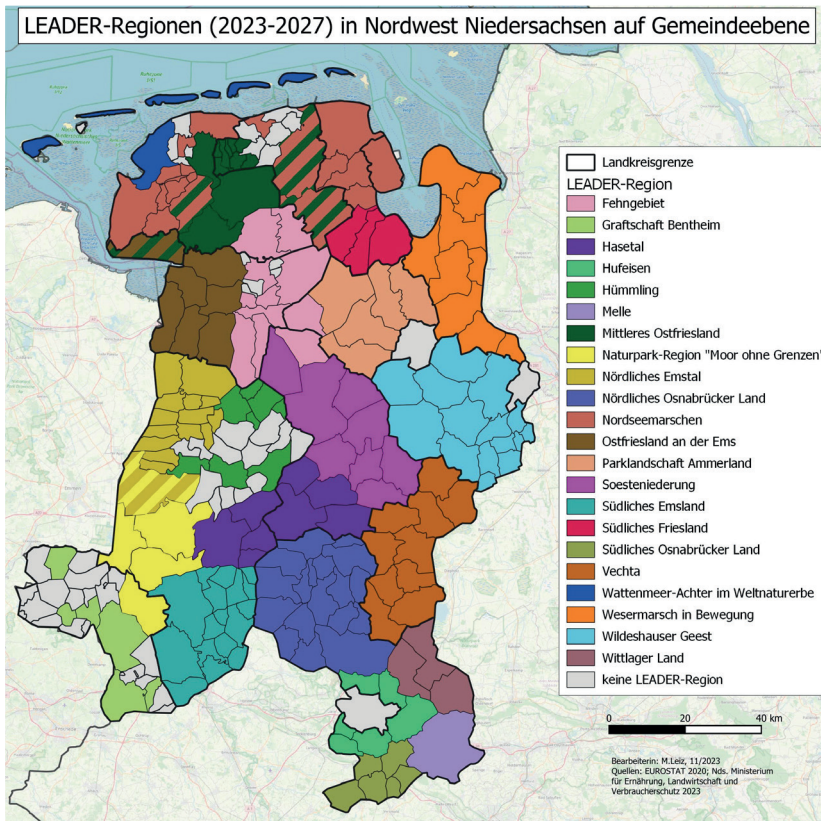 LEADER-Regionen (2023-2027) in Nordwest Niedersachsen auf Gemeindeebene
Landkreisgrenze
LEADER-Region
Fehngebiet
Graftschaft Bentheim
Hasetal
Hufeisen
Hümmling
Melle
Mittleres Ostfriesland
Naturpark-Region "Moor ohne Grenzen"
Nördliches Emstal
Nördliches Osnabrücker Land
Nordseemarschen
Ostfriesland an der Ems
Parklandschaft Ammerland
Soesteniederung
Südliches Emsland
Südliches Friesland
Südliches Osnabrücker Land
Vechta
Wattenmeer-Achter im Weltnaturerbe
Wesermarsch in Bewegung
Wildeshauser Geest
Wittlager Land
keine LEADER-Region
0 20 40 km
Bearbeiterin: M.Leiz, 11/2023
Quellen: EUROSTAT 2020; Nds. Ministerium
für Ernährung, Landwirtschaft und
Verbraucherschutz 2023